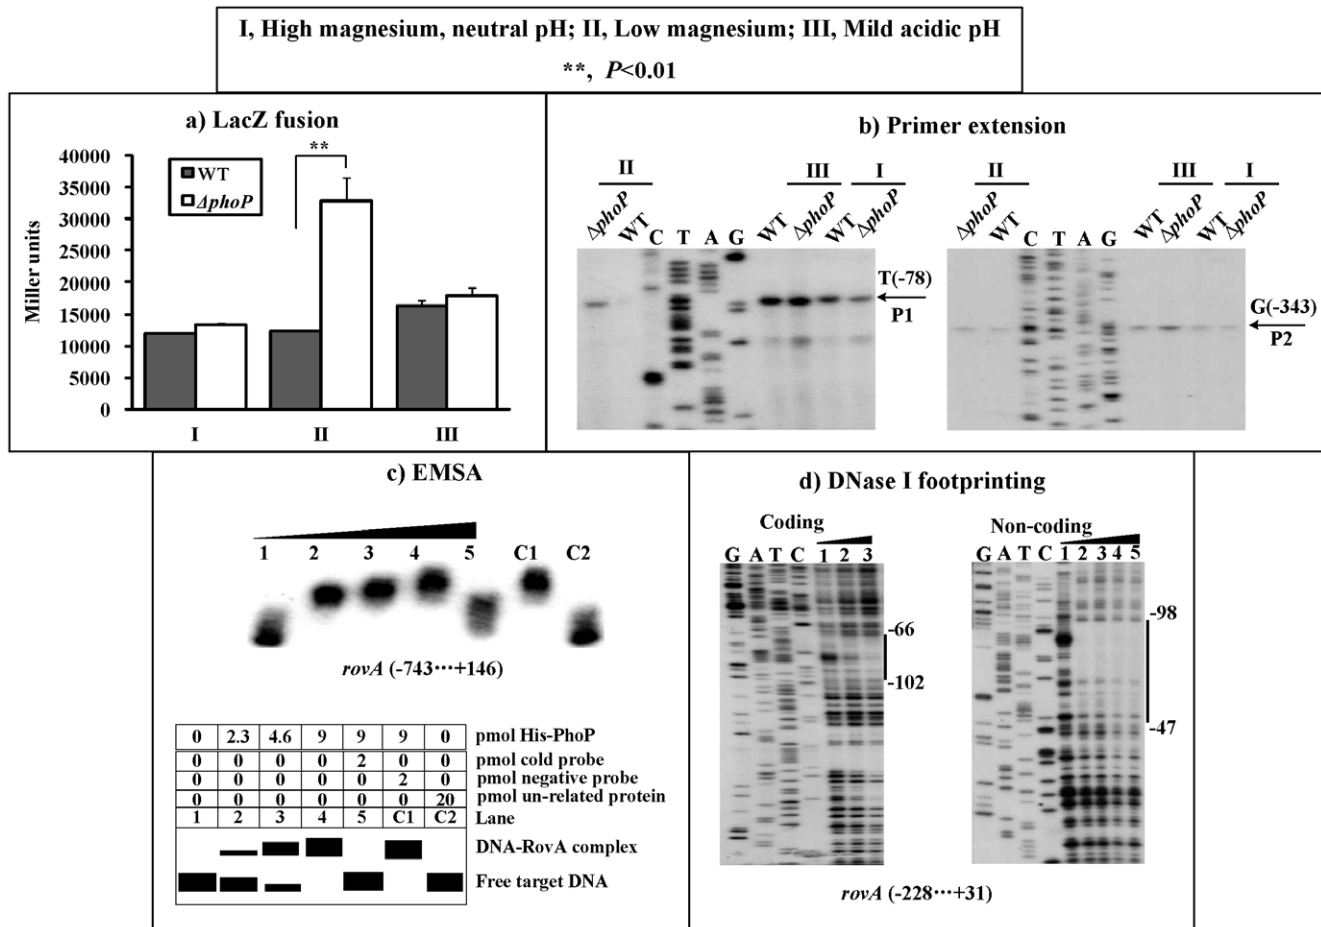 I, High magnesium, neutral pH; II, Low magnesium; III, Mild acidic pH
**, P<0.01
a) LacZ fusion
40000
35000
30000
25000
20000
15000
10000
5000
0
Miller units
WT
ΔphoP
**
I II III
b) Primer extension
II III I
ΔphoP WT C T A G WT ΔphoP WT ΔphoP
T(-78)
P1
II III I
ΔphoP WT C T A G WT ΔphoP WT ΔphoP
G(-343)
P2
c) EMSA
1 2 3 4 5 C1 C2
rovA (-743···+146)
0 2.3 4.6 9 9 9 0 pmol His-PhoP
0 0 0 0 2 0 0 pmol cold probe
0 0 0 0 0 2 0 pmol negative probe
0 0 0 0 0 0 20 pmol un-related protein
1 2 3 4 5 C1 C2 Lane
DNA-RovA complex
Free target DNA
d) DNase I footprinting
Coding
G A T C 1 2 3
-66
-102
Non-coding
G A T C 1 2 3 4 5
-98
-47
rovA (-228···+31)